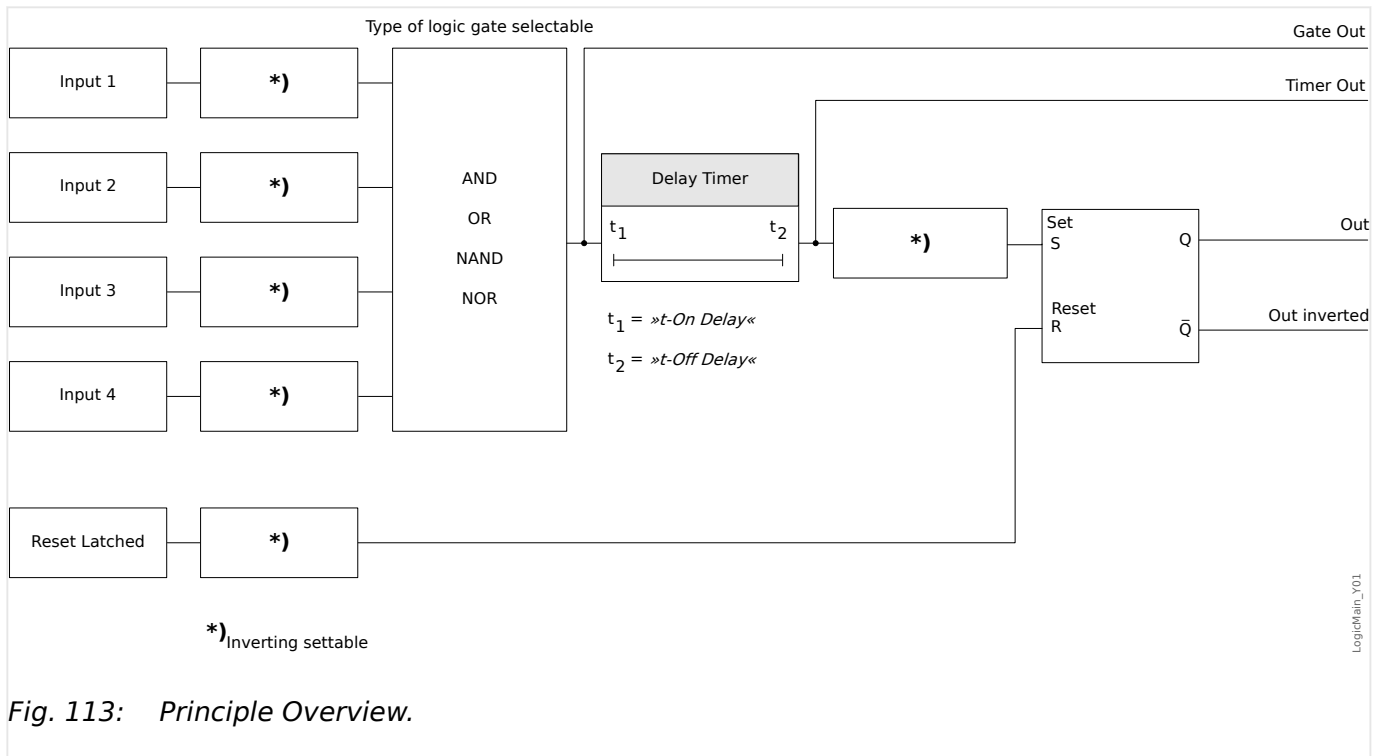 Type of logic gate selectable
Gate Out
Input 1
*)
Timer Out
Input 2
*)
AND
OR
NAND
NOR
Delay Timer
t1
t2
*)
Set
S
Q
Out
Input 3
*)
Reset
R
Q̅
Out inverted
t1 = »t-On Delay«
t2 = »t-Off Delay«
Input 4
*)
Reset Latched
*)
*)Inverting settable
LogicMain_Y01
Fig. 113: Principle Overview.